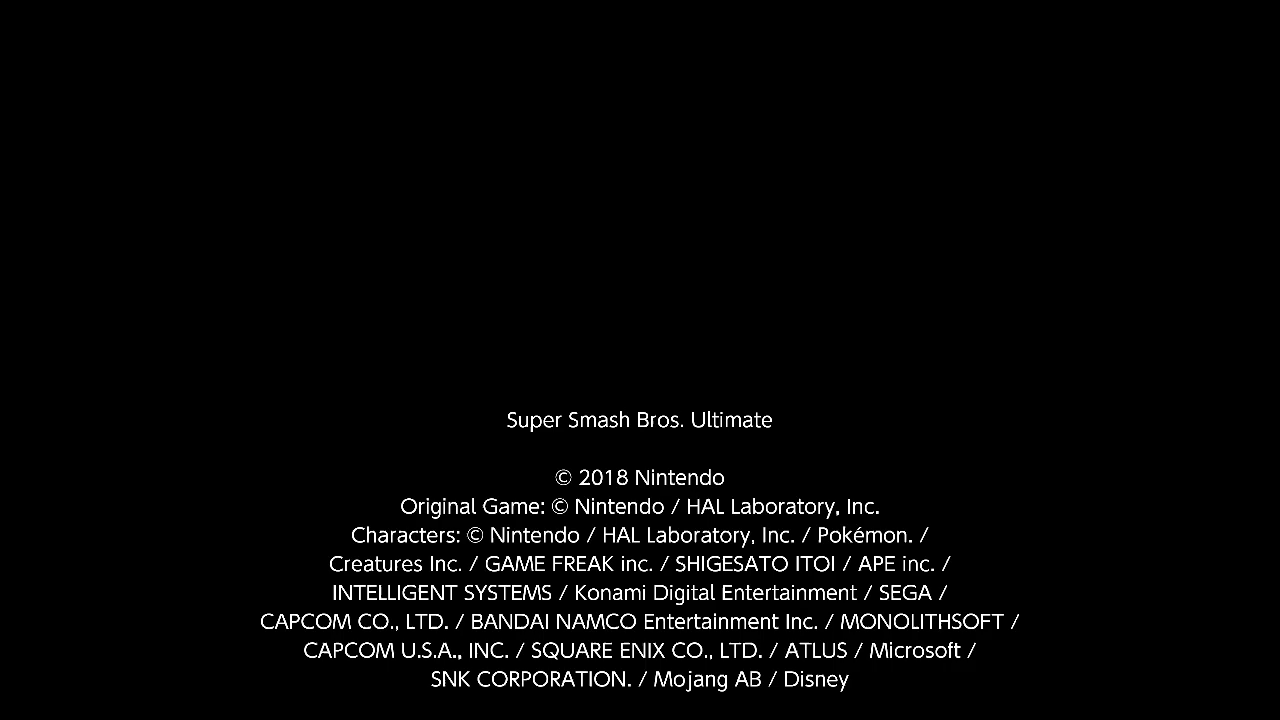 Super Smash Bros. Ultimate
© 2018 Nintendo
Original Game: © Nintendo / HAL Laboratory, Inc.
Characters: © Nintendo / HAL Laboratory, Inc. / Pokémon. /
Creatures Inc. / GAME FREAK inc. / SHIGESATO ITOI / APE inc. /
INTELLIGENT SYSTEMS / Konami Digital Entertainment / SEGA /
CAPCOM CO., LTD. / BANDAI NAMCO Entertainment Inc. / MONOLITHSOFT /
CAPCOM U.S.A., INC. / SQUARE ENIX CO., LTD. / ATLUS / Microsoft /
SNK CORPORATION. / Mojang AB / Disney